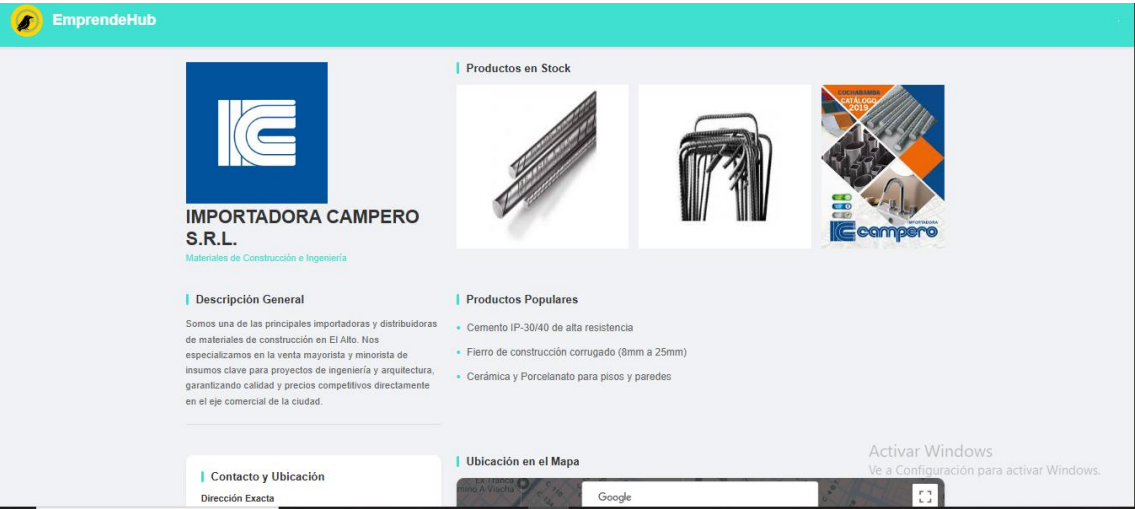 EmprendeHub
IMPORTADORA CAMPERO
S.R.L.
Materiales de Construcción e Ingeniería
Descripción General
Somos una de las principales importadoras y distribuidoras
de materiales de construcción en El Alto. Nos
especializamos en la venta mayorista y minorista de
insumos clave para proyectos de ingeniería y arquitectura,
garantizando calidad y precios competitivos directamente
en el eje comercial de la ciudad.
Contacto y Ubicación
Dirección Exacta
Productos en Stock
COCHABAMBA
CATÁLOGO
2019
IMPORTADORA
campero
Productos Populares
• Cemento IP-30/40 de alta resistencia
• Fierro de construcción corrugado (8mm a 25mm)
• Cerámica y Porcelanato para pisos y paredes
Ubicación en el Mapa
Google
Activar Windows
Ve a Configuración para activar Windows.